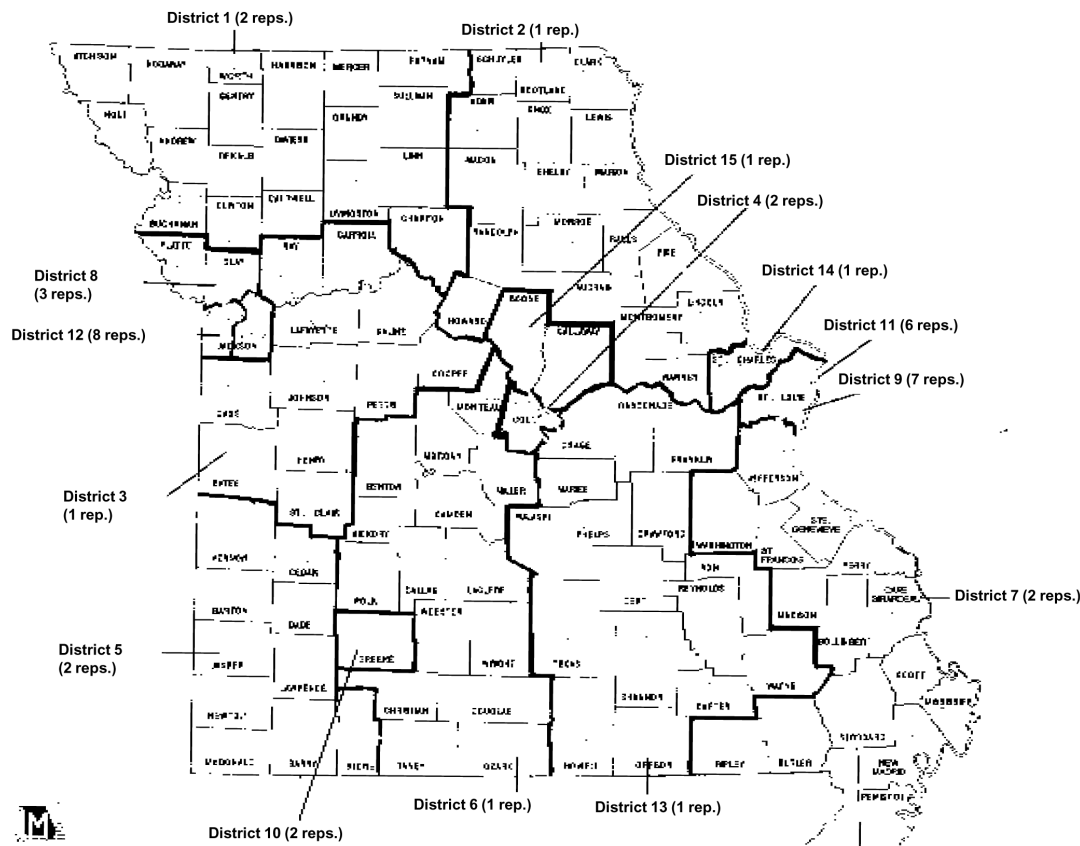 District 1 (2 reps.)
District 2 (1 rep.)
SCHUYLER
CLARK
HARRISON
MERCER
PUTNAM
WORTH
GENTRY
SCOTLAND
KNOX
SULLIVAN
ADAIR
HOLT
GRUNDY
LEWIS
ANDREW
DAVIESS
DEKALB
LINN
MACON
SHELBY
MARION
District 15 (1 rep.)
District 4 (2 reps.)
CLINTON
CALDWELL
LIVINGSTON
CHARITON
BUCHANAN
RANDOLPH
MONROE
RALLS
PLATTE
CLAY
RAY
CARROLL
PIKE
District 8
(3 reps.)
District 14 (1 rep.)
AUDRAIN
BOONE
LINCOLN
HOWARD
MONTGOMERY
District 11 (6 reps.)
District 12 (8 reps.)
LAFAYETTE
SALINE
CALLAWAY
JACKSON
ST. CHARLES
District 9 (7 reps.)
COOPER
WARREN
JOHNSON
PETTIS
MONITEAU
COLE
GASCONADE
ST. LOUIS
CASS
OSAGE
HENRY
MORGAN
FRANKLIN
JEFFERSON
District 3
(1 rep.)
BATES
BENTON
MILLER
MARIES
ST. CLAIR
CAMDEN
PULASKI
HICKORY
PHELPS
CRAWFORD
WASHINGTON
STE.
GENEVIEVE
ST
FRANCOIS
VERNON
CEDAR
IRON
PERRY
DALLAS
LACLEDE
REYNOLDS
CAPE
GIRARDEAU
District 7 (2 reps.)
POLK
WEBSTER
DENT
BARTON
MADISON
DADE
BOLLINGER
District 5
(2 reps.)
GREENE
WRIGHT
TEXAS
JASPER
SCOTT
LAWRENCE
WAYNE
SHANNON
CARTER
MISSISSIPPI
NEWTON
CHRISTIAN
DOUGLAS
STODDARD
MCDONALD
BARRY
STONE
TANEY
OZARK
HOWELL
OREGON
RIPLEY
BUTLER
NEW
MADRID
PEMISCOT
District 6 (1 rep.)
District 13 (1 rep.)
District 10 (2 reps.)
M